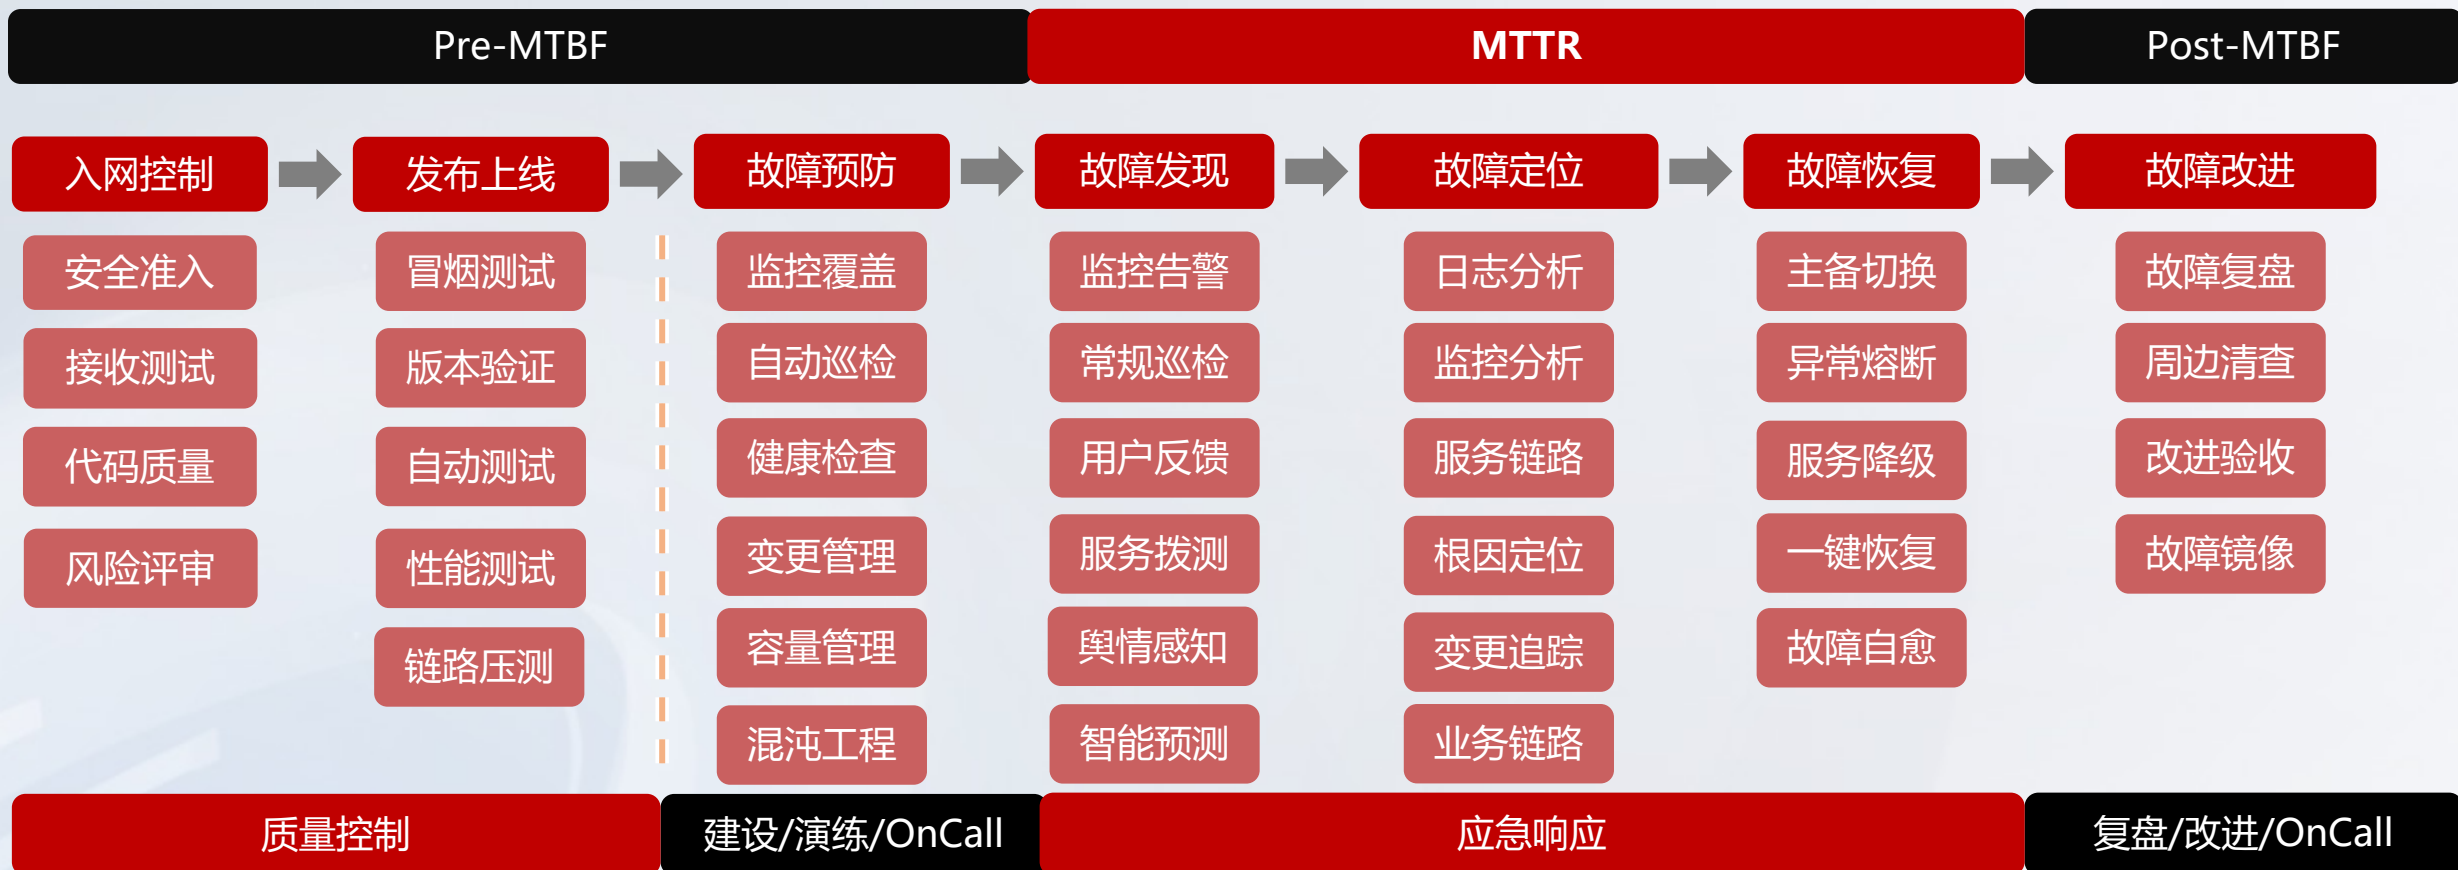 Pre-MTBF
MTTR
Post-MTBF
入网控制
发布上线
故障预防
故障发现
故障定位
故障恢复
故障改进
安全准入
接收测试
代码质量
风险评审
冒烟测试
版本验证
自动测试
性能测试
链路压测
监控覆盖
自动巡检
健康检查
变更管理
容量管理
混沌工程
监控告警
常规巡检
用户反馈
服务拨测
舆情感知
智能预测
日志分析
监控分析
服务链路
根因定位
变更追踪
业务链路
主备切换
异常熔断
服务降级
一键恢复
故障自愈
故障复盘
周边清查
改进验收
故障镜像
质量控制
建设/演练/OnCall
应急响应
复盘/改进/OnCall